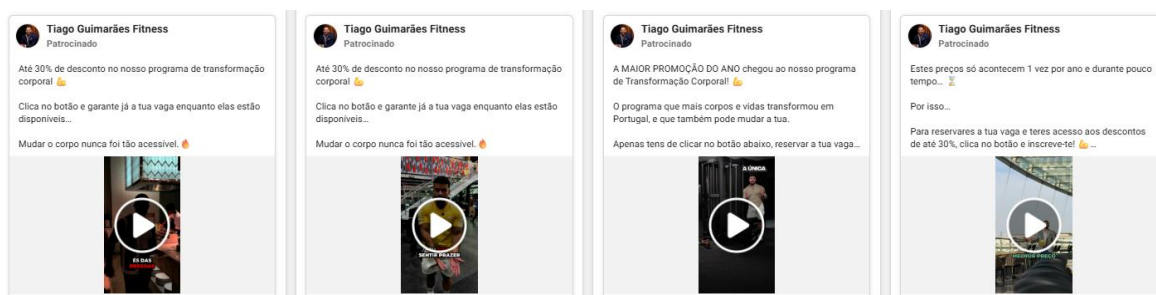 Tiago Guimarães Fitness
Patrocinado
Até 30% de desconto no nosso programa de transformação
corporal 💪
Clica no botão e garante já a tua vaga enquanto elas estão
disponíveis…
Mudar o corpo nunca foi tão acessível. 🔥
ÉS DAS
Tiago Guimarães Fitness
Patrocinado
Até 30% de desconto no nosso programa de transformação
corporal 💪
Clica no botão e garante já a tua vaga enquanto elas estão
disponíveis…
Mudar o corpo nunca foi tão acessível. 🔥
SENTIR PRAZER
Tiago Guimarães Fitness
Patrocinado
A MAIOR PROMOÇÃO DO ANO chegou ao nosso programa
de Transformação Corporal! 💪
O programa que mais corpos e vidas transformou em
Portugal, e que também pode mudar a tua.
Apenas tens de clicar no botão abaixo, reservar a tua vaga…
A ÚNICA
Tiago Guimarães Fitness
Patrocinado
Estes preços só acontecem 1 vez por ano e durante pouco
tempo… ⏳
Por isso…
Para reservares a tua vaga e teres acesso aos descontos
de até 30%, clica no botão e inscreve-te! 💪 …
MELHOR PREÇO